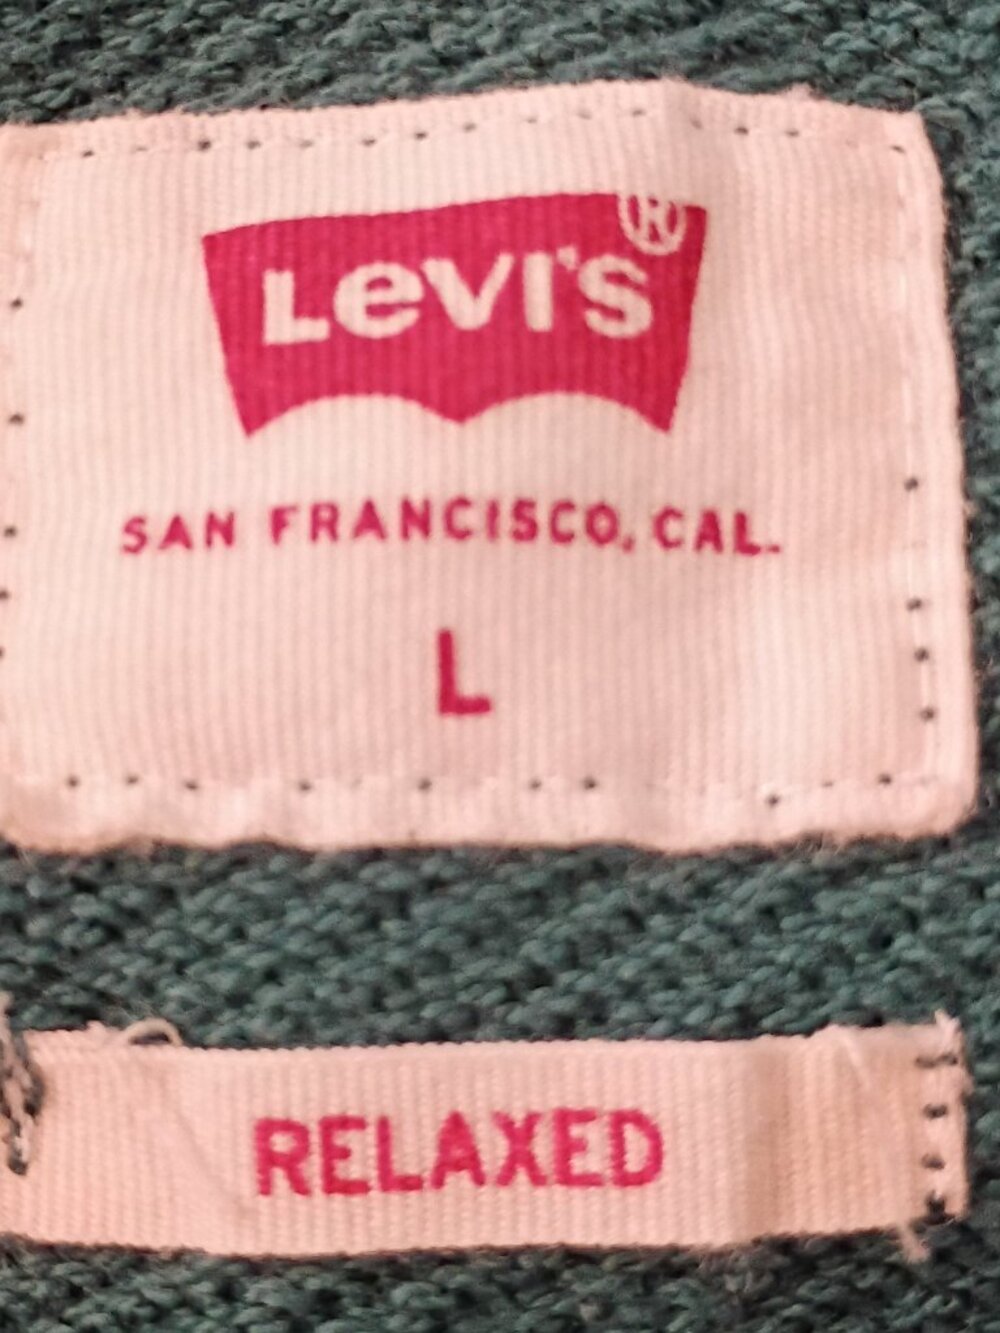 Levi's®
SAN FRANCISCO, CAL.
L
RELAXED